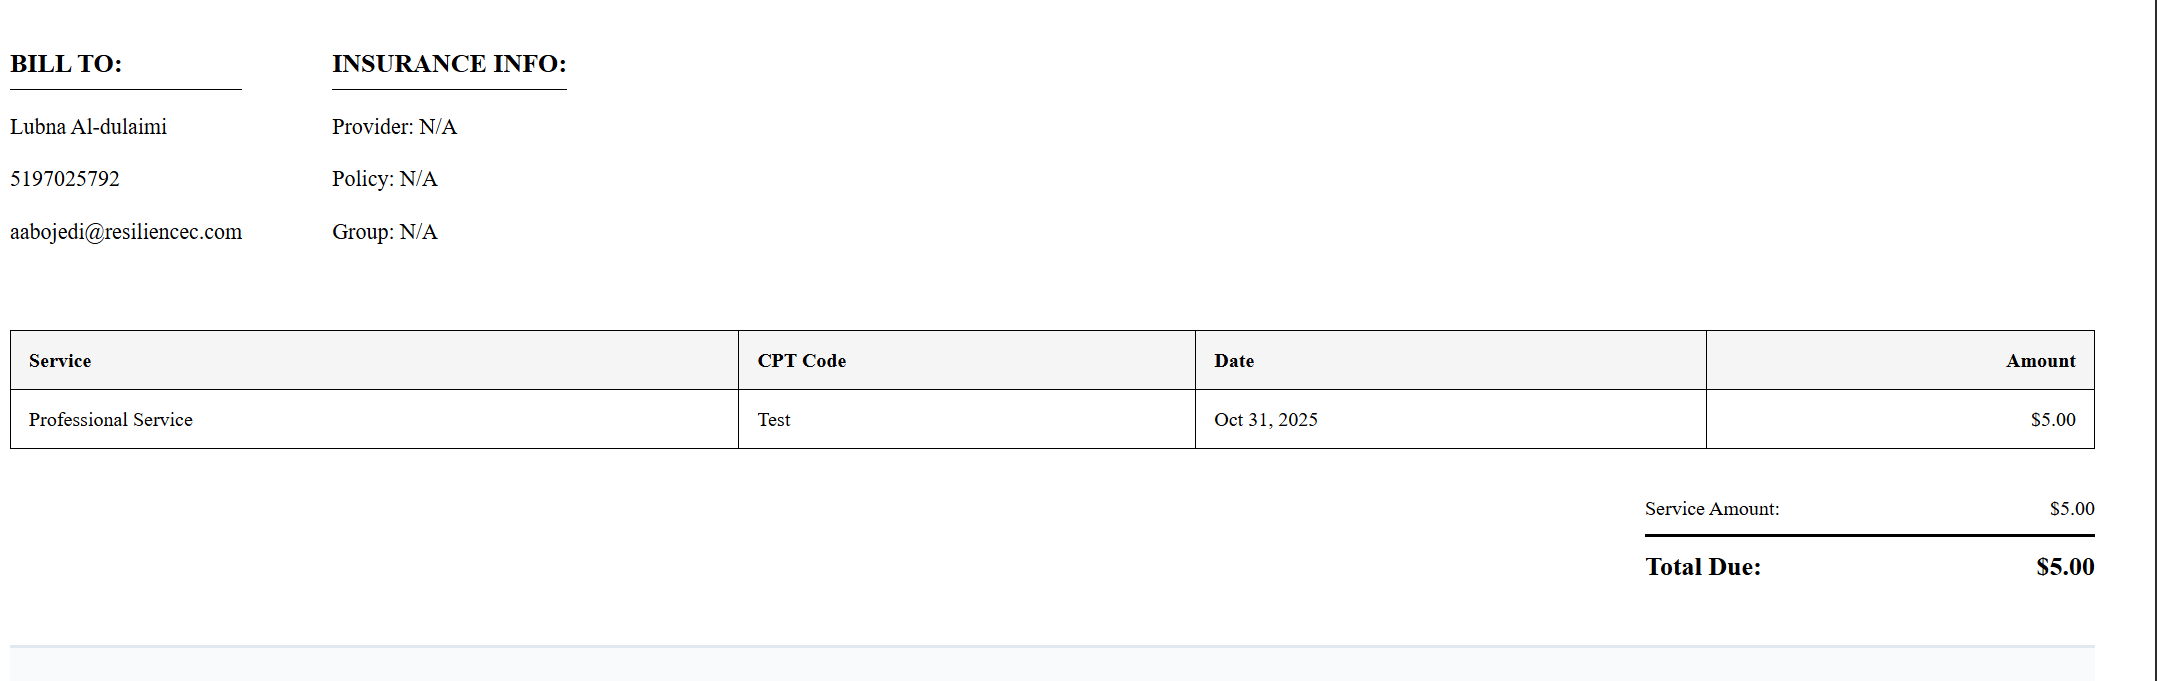 BILL TO:
Lubna Al-dulaimi
5197025792
aabojedi@resiliencec.com
INSURANCE INFO:
Provider: N/A
Policy: N/A
Group: N/A
Service CPT Code Date Amount
Professional Service Test Oct 31, 2025 $5.00
Service Amount: $5.00
Total Due: $5.00